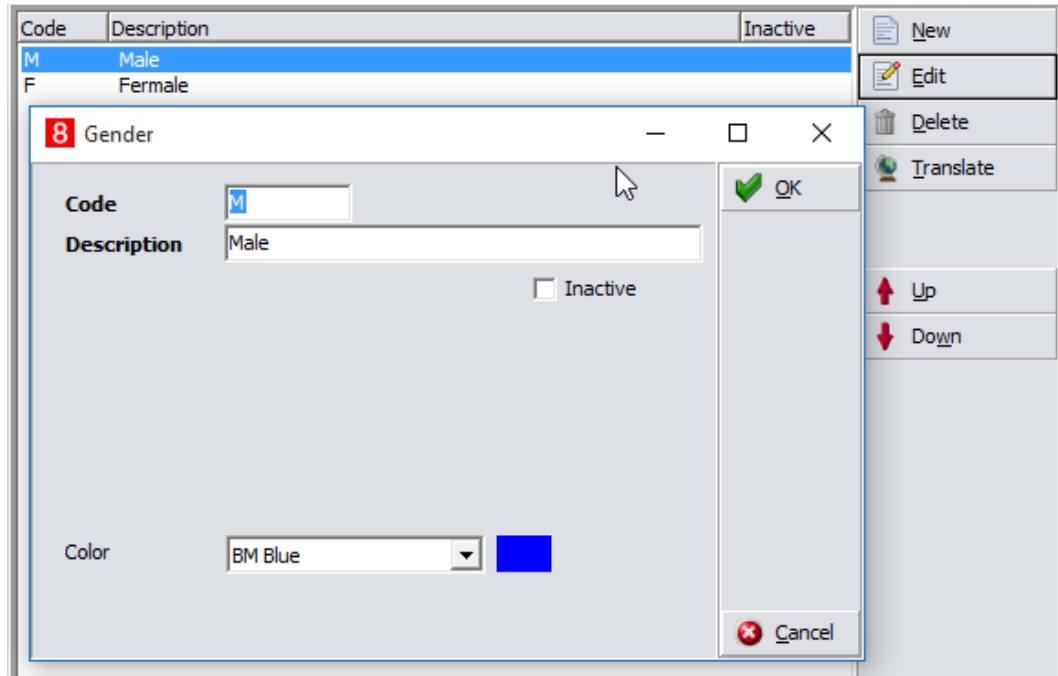 Code Description Inactive
M Male
F Fermale
New
Edit
Delete
Translate
Up
Down
8 Gender
Code M
Description Male
Inactive
Color BM Blue
OK
Cancel